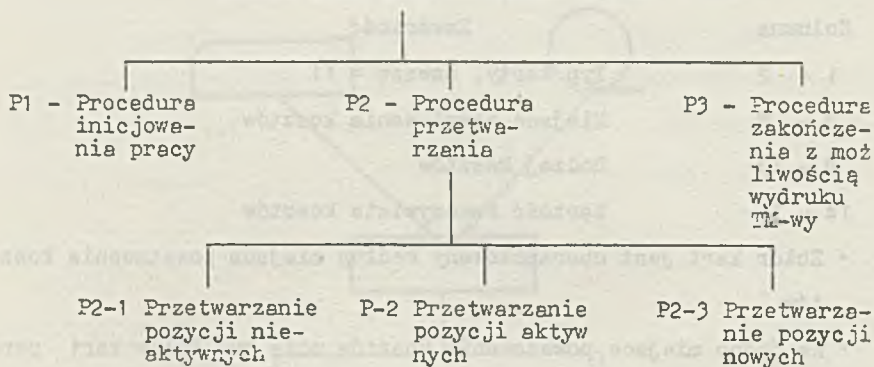 P1 - Procedura
inicjowa-
nia pracy
P2 - Procedura
przetwa-
rzania
P3 - Procedura
zakończe-
nia z moż
liwością
wydruku
TM-wy
P2-1 Przetwarzanie
pozycji nie-
aktywnych
P-2 Przetwarzanie
pozycji aktyw
nych
P2-3 Przetwarza-
nie pozycji
nowych